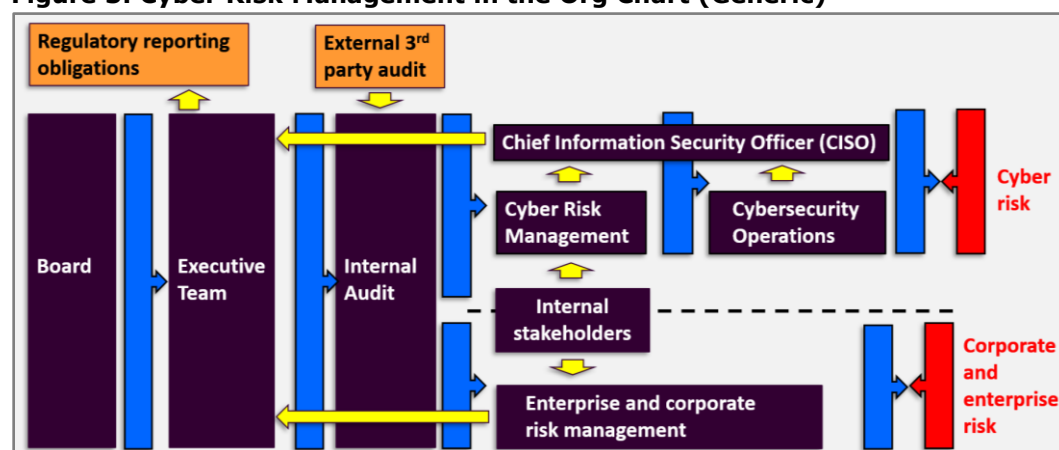 Figure 3: Cyber Risk Management in the Org Chart (Generic)
Regulatory reporting
obligations
External 3rd
party audit
Chief Information Security Officer (CISO)
Cyber Risk
Management
Cybersecurity
Operations
Cyber
risk
Board
Executive
Team
Internal
Audit
Internal
stakeholders
Enterprise and corporate
risk management
Corporate
and
enterprise
risk